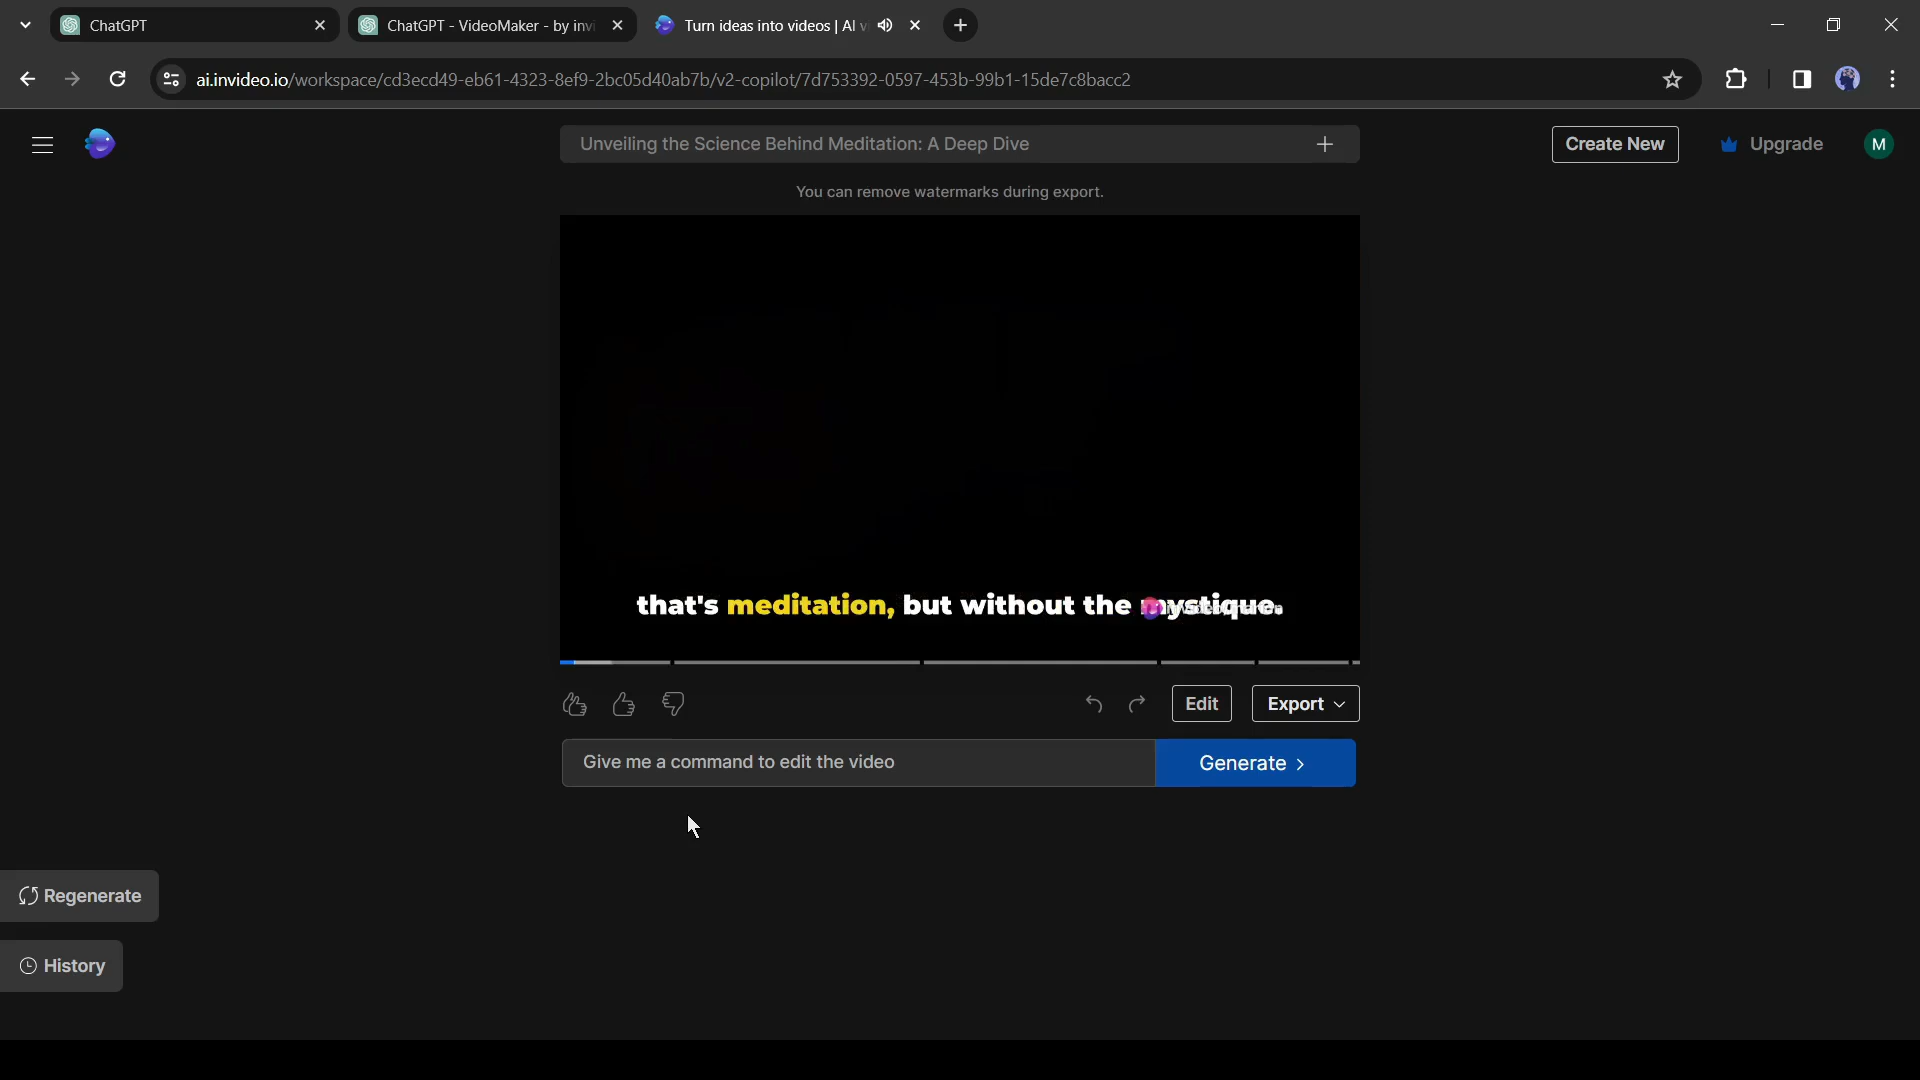 ChatGPT
ChatGPT - VideoMaker - by invi
Turn ideas into videos | AI v
ai.invideo.io/workspace/cd3ecd49-eb61-4323-8ef9-2bc05d40ab7b/v2-copilot/7d753392-0597-453b-99b1-15de7c8bacc2
Unveiling the Science Behind Meditation: A Deep Dive
Create New
Upgrade
M
You can remove watermarks during export.
that's meditation, but without the mystique.
Edit
Export
Give me a command to edit the video
Generate >
Regenerate
History